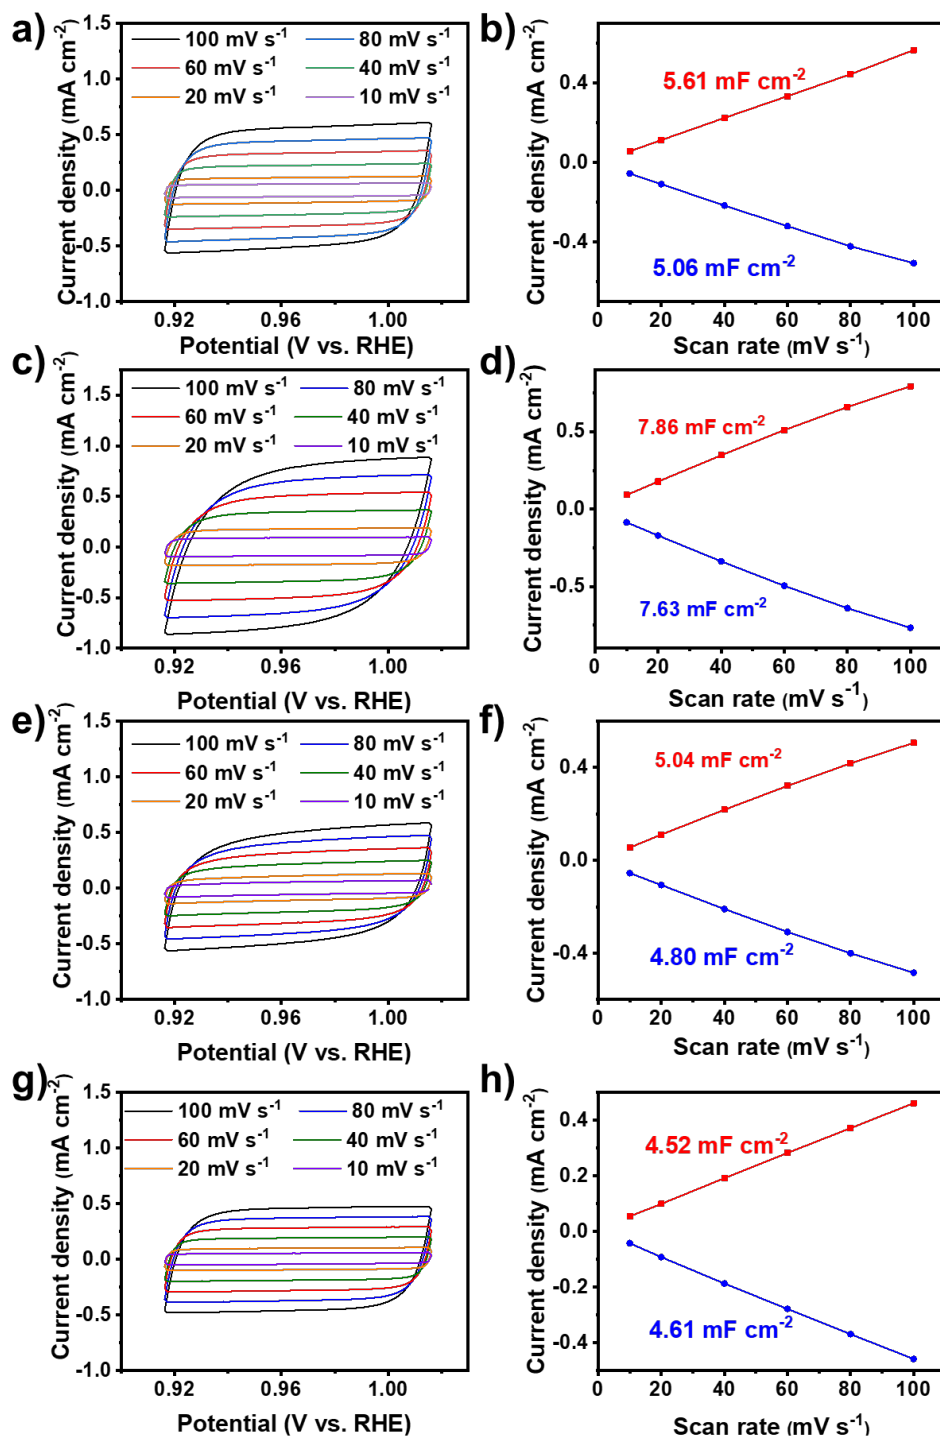 a)
Current density (mA cm-2)
1.5
1.0
0.5
0.0
-0.5
-1.0
100 mV s-1
80 mV s-1
60 mV s-1
40 mV s-1
20 mV s-1
10 mV s-1
0.92
0.96
1.00
Potential (V vs. RHE)
b)
Current density (mA cm-2)
0.4
0.0
-0.4
5.61 mF cm-2
5.06 mF cm-2
0
20
40
60
80
100
Scan rate (mV s-1)
c)
Current density (mA cm-2)
1.5
1.0
0.5
0.0
-0.5
-1.0
100 mV s-1
80 mV s-1
60 mV s-1
40 mV s-1
20 mV s-1
10 mV s-1
0.92
0.96
1.00
Potential (V vs. RHE)
d)
Current density (mA cm-2)
0.5
0.0
-0.5
7.86 mF cm-2
7.63 mF cm-2
0
20
40
60
80
100
Scan rate (mV s-1)
e)
Current density (mA cm-2)
1.5
1.0
0.5
0.0
-0.5
-1.0
100 mV s-1
80 mV s-1
60 mV s-1
40 mV s-1
20 mV s-1
10 mV s-1
0.92
0.96
1.00
Potential (V vs. RHE)
f)
Current density (mA cm-2)
0.4
0.0
-0.4
5.04 mF cm-2
4.80 mF cm-2
0
20
40
60
80
100
Scan rate (mV s-1)
g)
Current density (mA cm-2)
1.5
1.0
0.5
0.0
-0.5
-1.0
100 mV s-1
80 mV s-1
60 mV s-1
40 mV s-1
20 mV s-1
10 mV s-1
0.92
0.96
1.00
Potential (V vs. RHE)
h)
Current density (mA cm-2)
0.4
0.2
0.0
-0.2
-0.4
4.52 mF cm-2
4.61 mF cm-2
0
20
40
60
80
100
Scan rate (mV s-1)